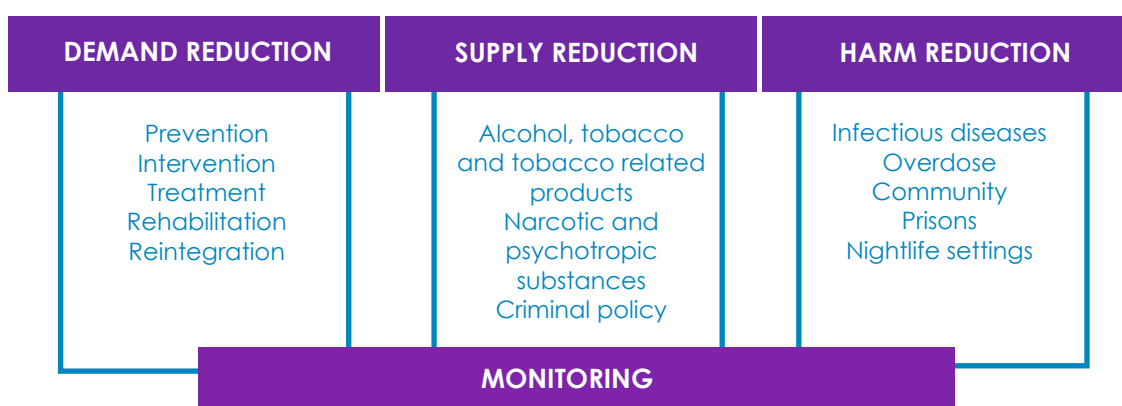 DEMAND REDUCTION
Prevention
Intervention
Treatment
Rehabilitation
Reintegration
SUPPLY REDUCTION
Alcohol, tobacco
and tobacco related
products
Narcotic and
psychotropic
substances
Criminal policy
HARM REDUCTION
Infectious diseases
Overdose
Community
Prisons
Nightlife settings
MONITORING